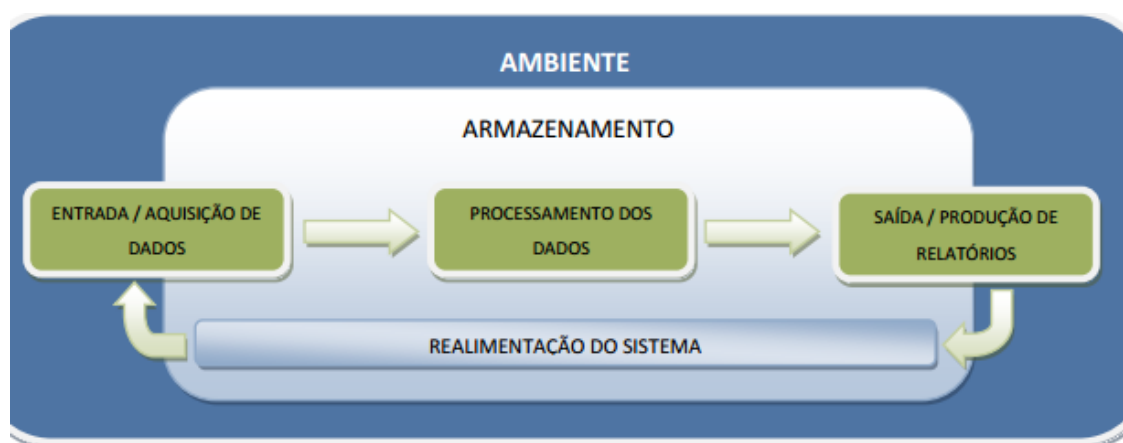 AMBIENTE
ARMAZENAMENTO
ENTRADA / AQUISIÇÃO DE
DADOS
PROCESSAMENTO DOS
DADOS
SAÍDA / PRODUÇÃO DE
RELATÓRIOS
REALIMENTAÇÃO DO SISTEMA